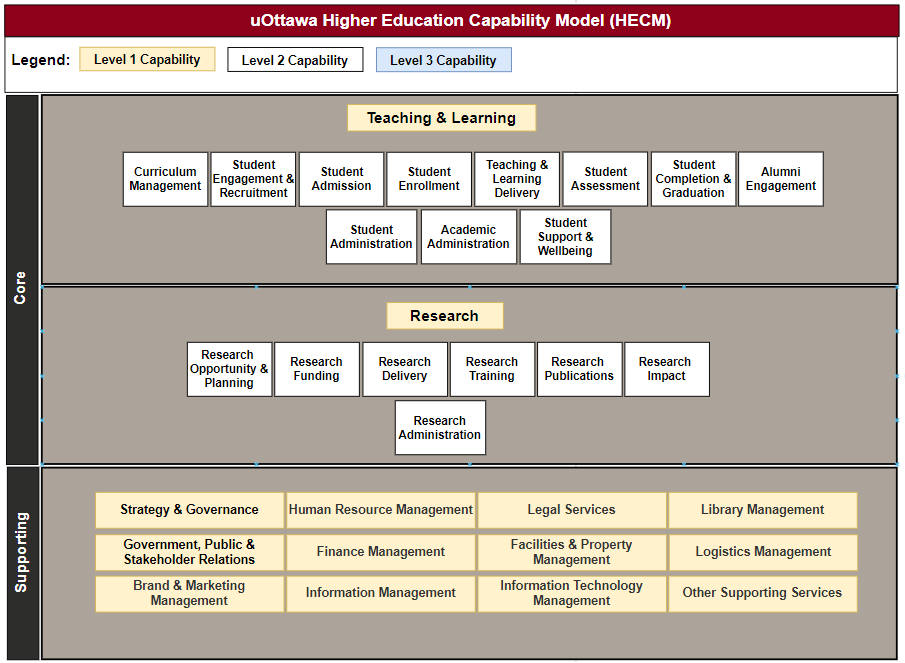 uOttawa Higher Education Capability Model (HECM)
Legend:
Level 1 Capability
Level 2 Capability
Level 3 Capability
Core
Teaching & Learning
Curriculum
Management
Student
Engagement &
Recruitment
Student
Admission
Student
Enrollment
Teaching &
Learning
Delivery
Student
Assessment
Student
Completion &
Graduation
Alumni
Engagement
Student
Administration
Academic
Administration
Student
Support &
Wellbeing
Research
Research
Opportunity &
Planning
Research
Funding
Research
Delivery
Research
Training
Research
Publications
Research
Impact
Research
Administration
Supporting
Strategy & Governance
Human Resource Management
Legal Services
Library Management
Government, Public &
Stakeholder Relations
Finance Management
Facilities & Property
Management
Logistics Management
Brand & Marketing
Management
Information Management
Information Technology
Management
Other Supporting Services